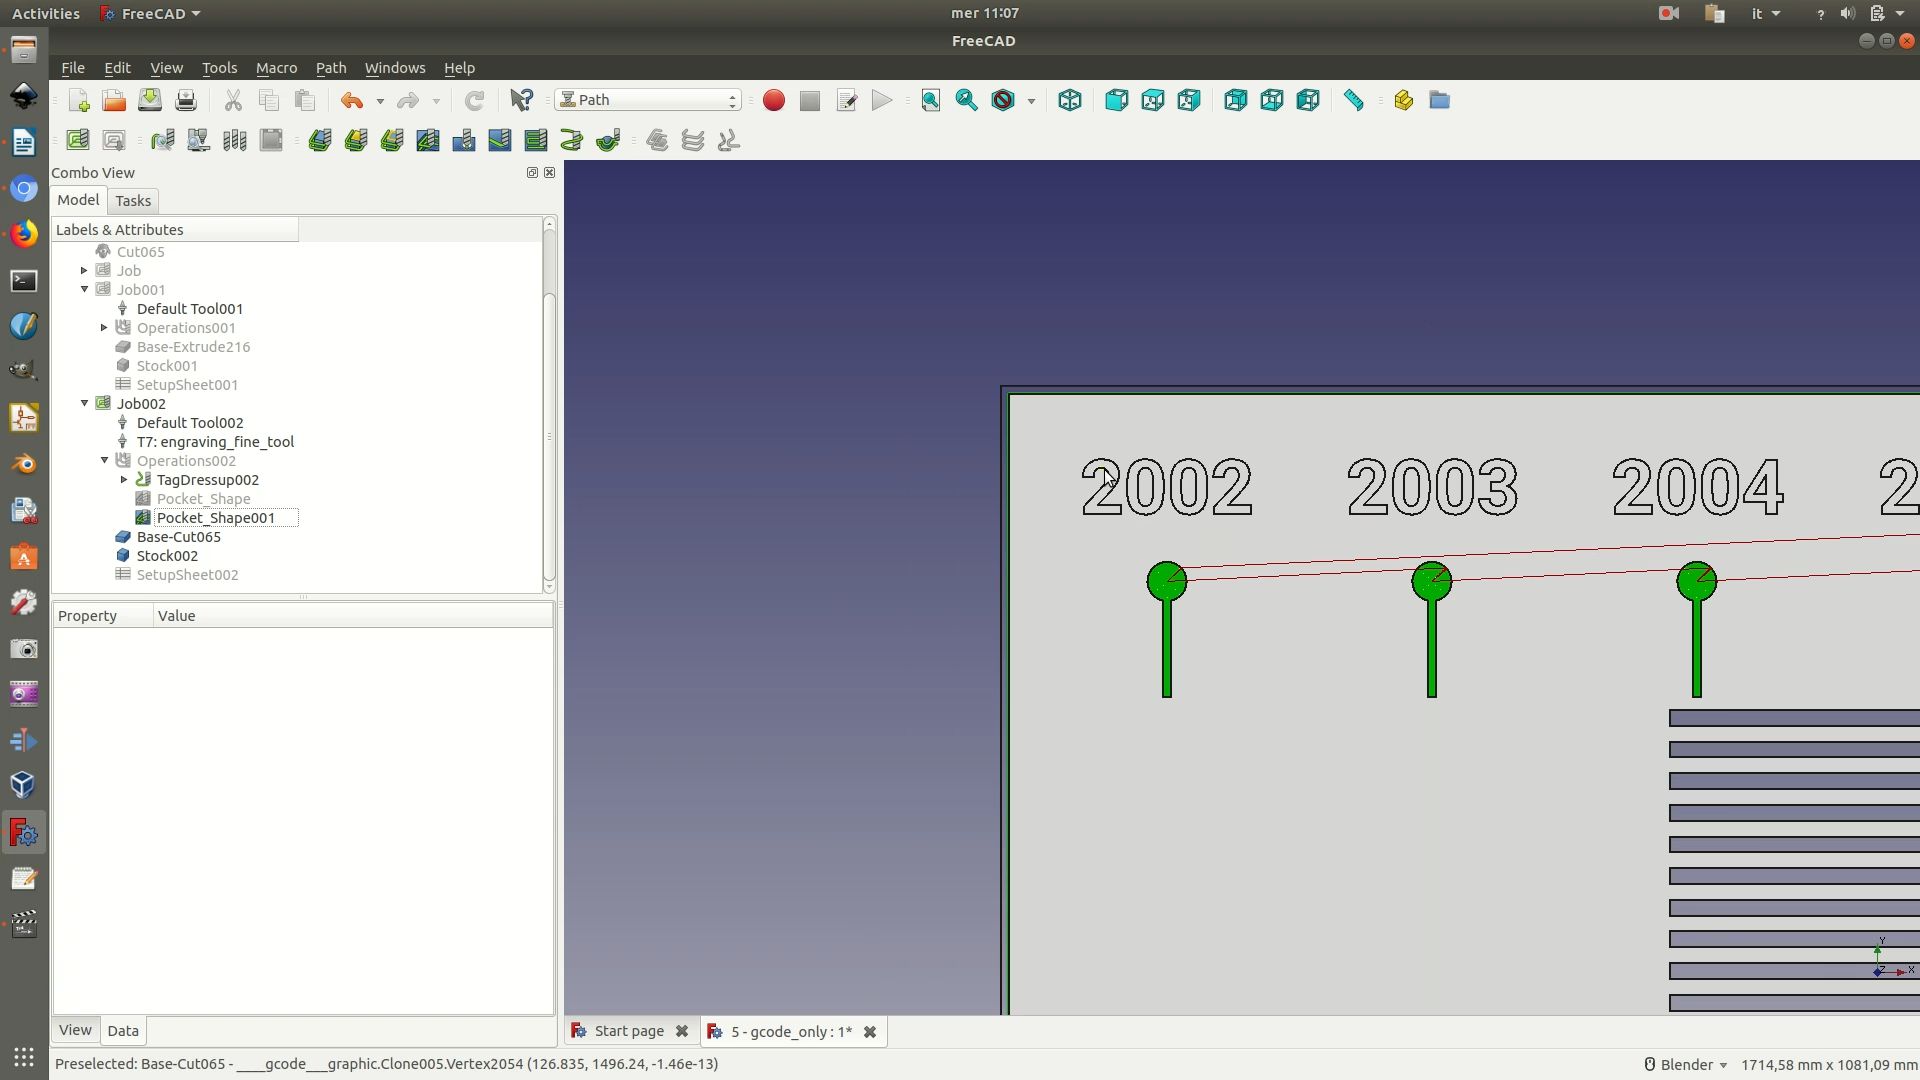 Activities FreeCAD mer 11:07 it ?
FreeCAD
File Edit View Tools Macro Path Windows Help
Path
Combo View
Model Tasks
Labels & Attributes
Cut065
Job
Job001
Default Tool001
Operations001
Base-Extrude216
Stock001
SetupSheet001
Job002
Default Tool002
T7: engraving_fine_tool
Operations002
TagDressup002
Pocket_Shape
Pocket_Shape001
Base-Cut065
Stock002
SetupSheet002
Property Value
2002 2003 2004 2
Y
Z X
View Data
Start page 5 - gcode_only : 1*
Preselected: Base-Cut065 - ____gcode___graphic.Clone005.Vertex2054 (126.835, 1496.24, -1.46e-13) Blender 1714,58 mm x 1081,09 mm